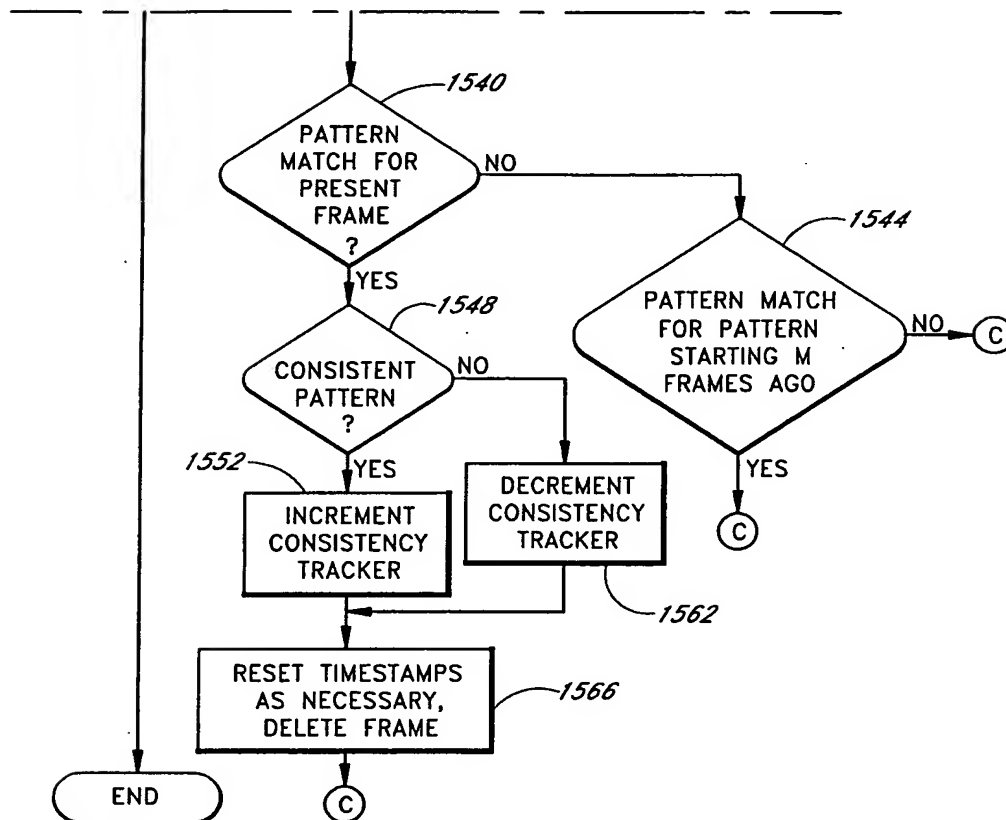 1540
PATTERN
MATCH FOR
PRESENT
FRAME
?
NO
YES
1544
PATTERN MATCH
FOR PATTERN
STARTING M
FRAMES AGO
NO
C
YES
C
1548
CONSISTENT
PATTERN
?
NO
YES
1552
INCREMENT
CONSISTENCY
TRACKER
DECREMENT
CONSISTENCY
TRACKER
1562
RESET TIMESTAMPS
AS NECESSARY,
DELETE FRAME
1566
END
C